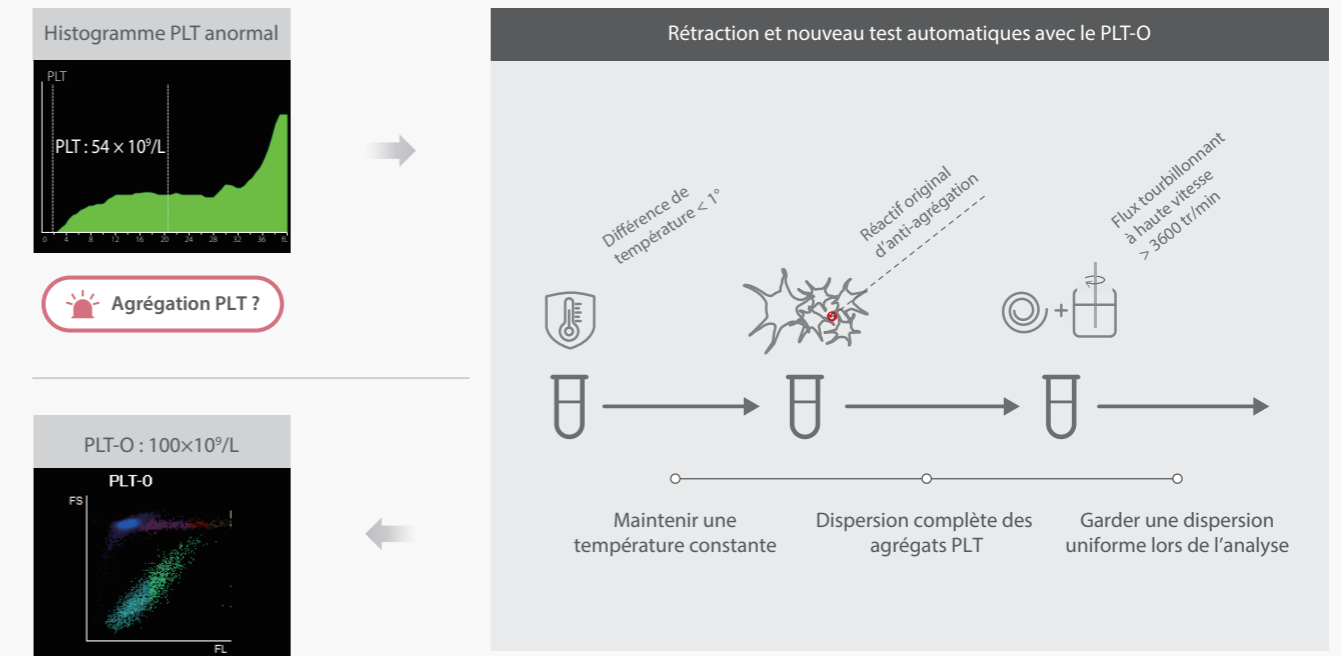 Histogramme PLT anormal
PLT
PLT : 54 × 10⁹/L
0 4 8 12 16 20 24 28 32 36 fL
Agrégation PLT ?
Rétraction et nouveau test automatiques avec le PLT-O
Différence de
température < 1°
Réactif original
d'anti-agrégation
Flux tourbillonnant
à haute vitesse
> 3600 tr/min
+
Maintenir une
température constante
Dispersion complète des
agrégats PLT
Garder une dispersion
uniforme lors de l'analyse
PLT-O : 100×10⁹/L
PLT-O
FS
FL